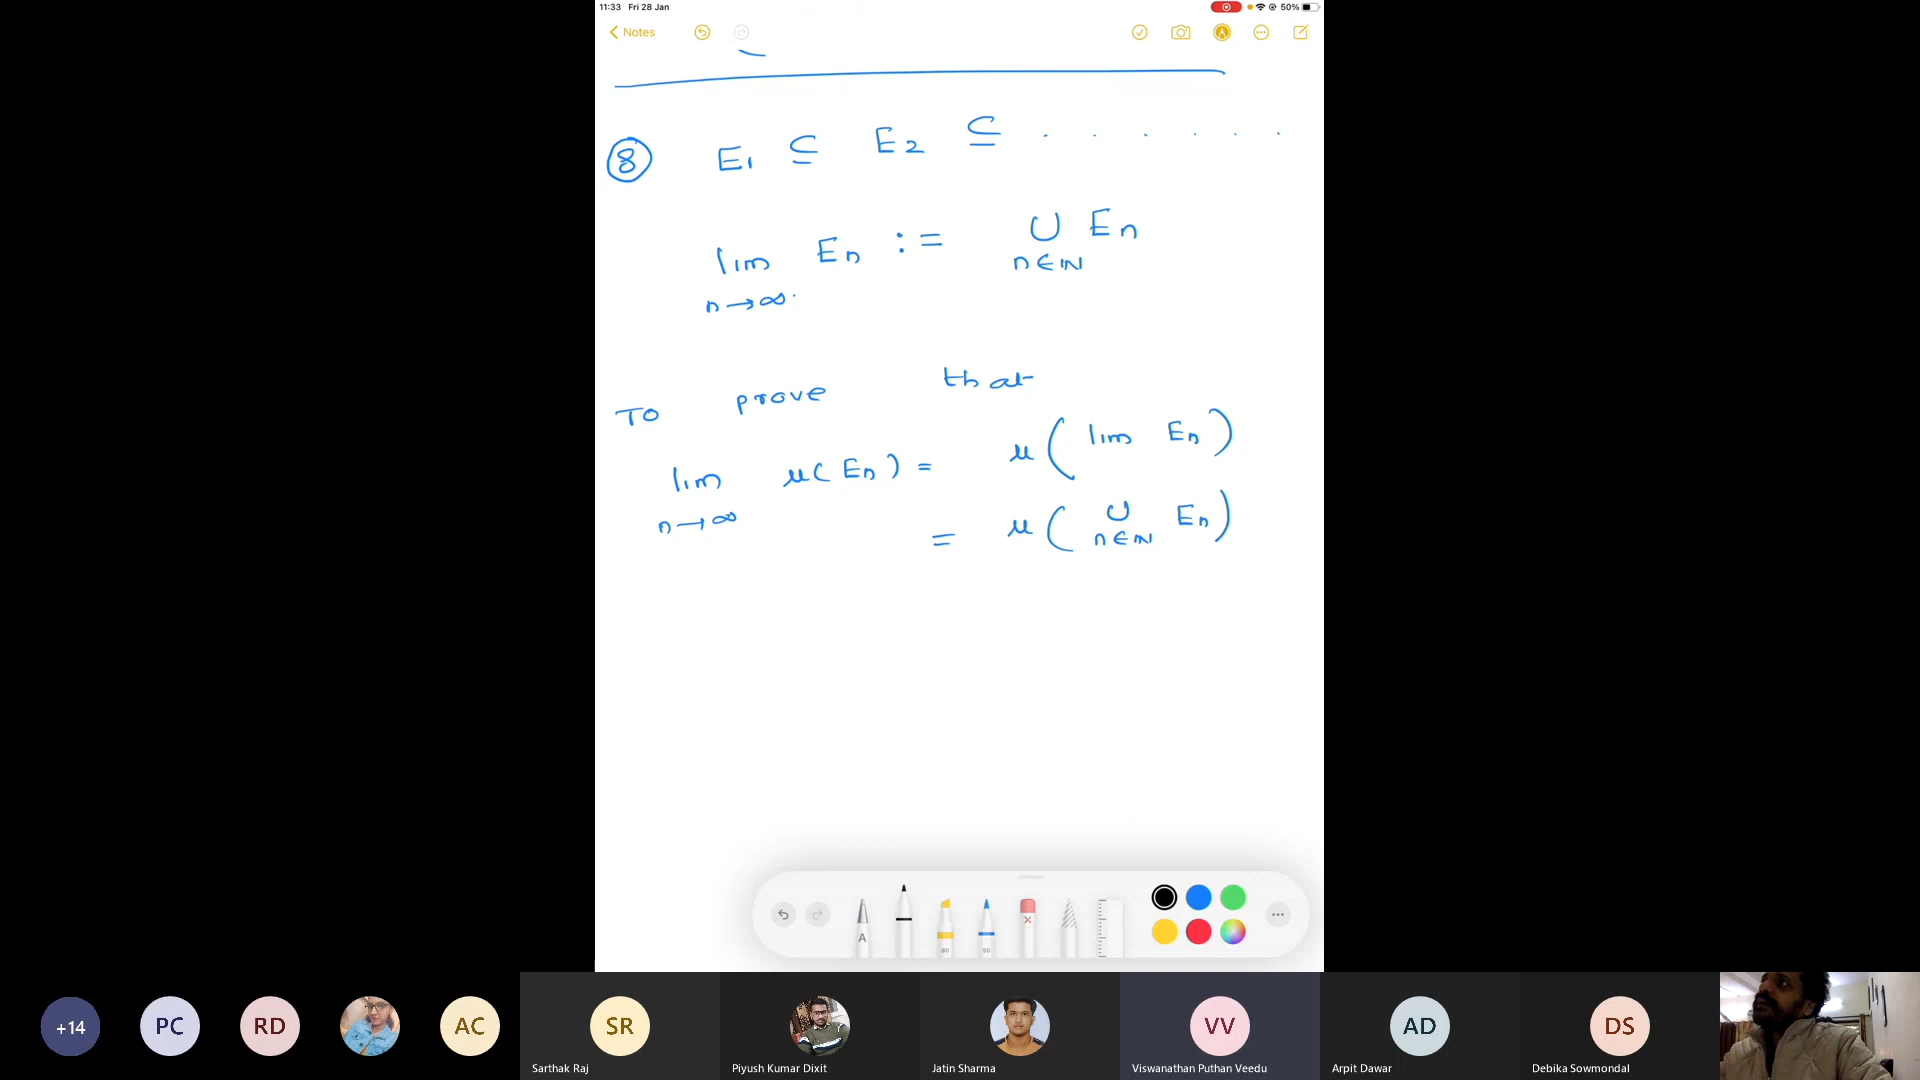 11:33 Fri 28 Jan 50%
Notes
8 E1 ⊆ E2 ⊆ . . . . . .
lim En := ∪ En
n→∞ n∈ℕ
To prove that
lim μ(En) = μ(lim En)
n→∞
= μ(∪ En)
n∈ℕ
A 80 50
+14 PC RD AC SR VV AD DS
Sarthak Raj Piyush Kumar Dixit Jatin Sharma Viswanathan Puthan Veedu Arpit Dawar Debika Sowmondal